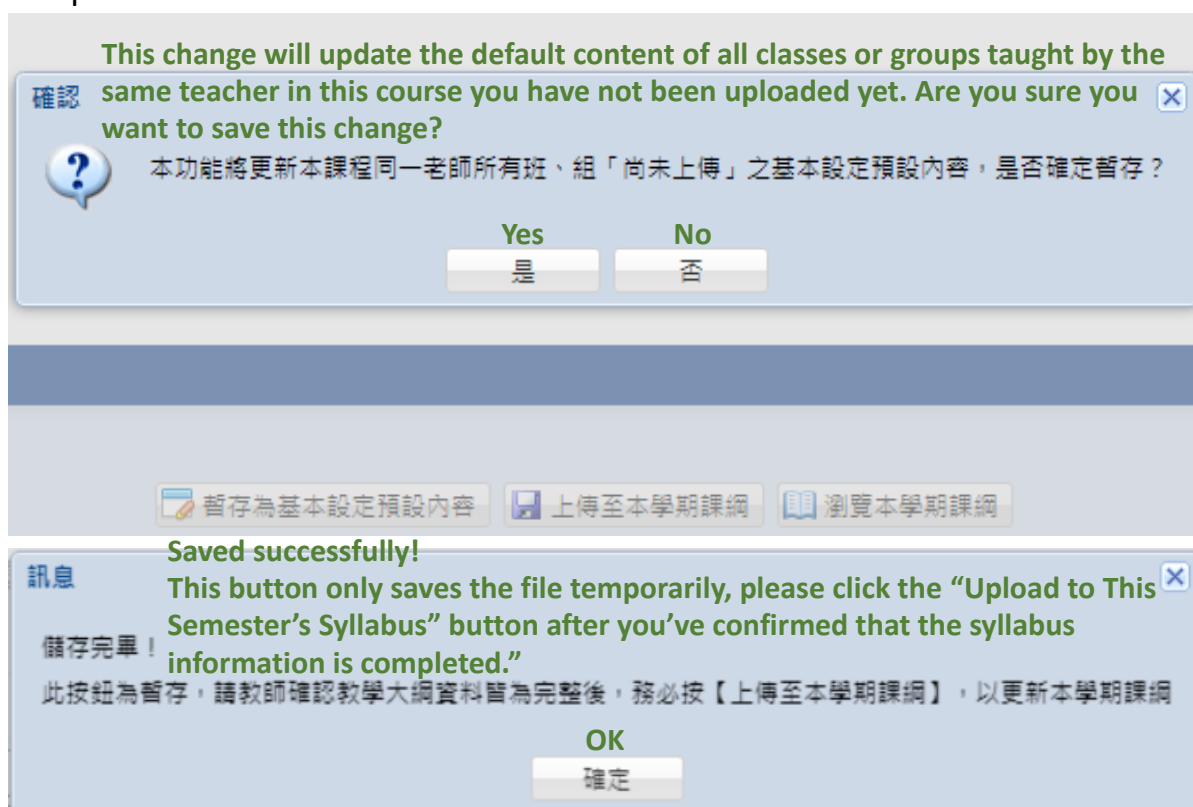 This change will update the default content of all classes or groups taught by the
確認 same teacher in this course you have not been uploaded yet. Are you sure you
want to save this change?
本功能將更新本課程同一老師所有班、組「尚未上傳」之基本設定預設內容，是否確定暫存？
Yes No
是 否
暫存為基本設定預設內容 上傳至本學期課綱 瀏覽本學期課綱
Saved successfully!
訊息 This button only saves the file temporarily, please click the “Upload to This
Semester’s Syllabus” button after you’ve confirmed that the syllabus
儲存完畢！
information is completed.”
此按鈕為暫存，請教師確認教學大綱資料皆為完整後，務必按【上傳至本學期課綱】，以更新本學期課綱
OK
確定